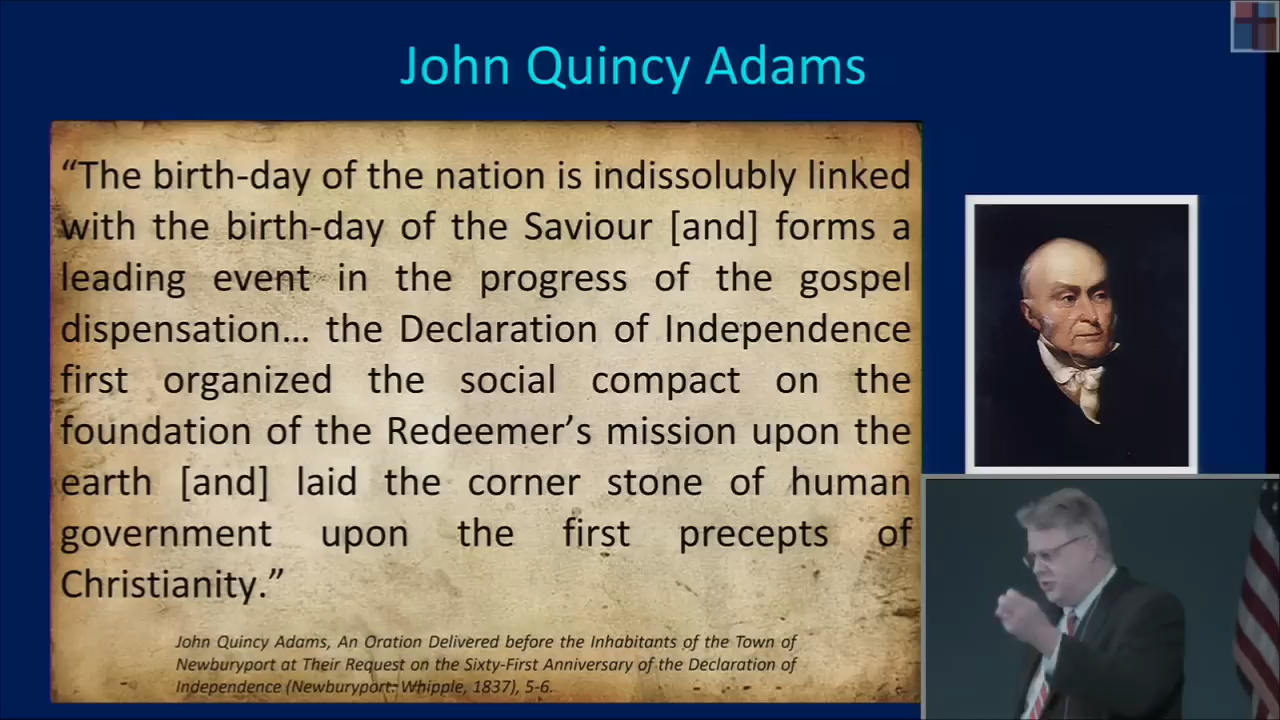 John Quincy Adams
“The birth-day of the nation is indissolubly linked
with the birth-day of the Saviour [and] forms a
leading event in the progress of the gospel
dispensation... the Declaration of Independence
first organized the social compact on the
foundation of the Redeemer’s mission upon the
earth [and] laid the corner stone of human
government upon the first precepts of
Christianity.”
John Quincy Adams, An Oration Delivered before the Inhabitants of the Town of
Newburyport at Their Request on the Sixty-First Anniversary of the Declaration of
Independence (Newburyport: Whipple, 1837), 5-6.